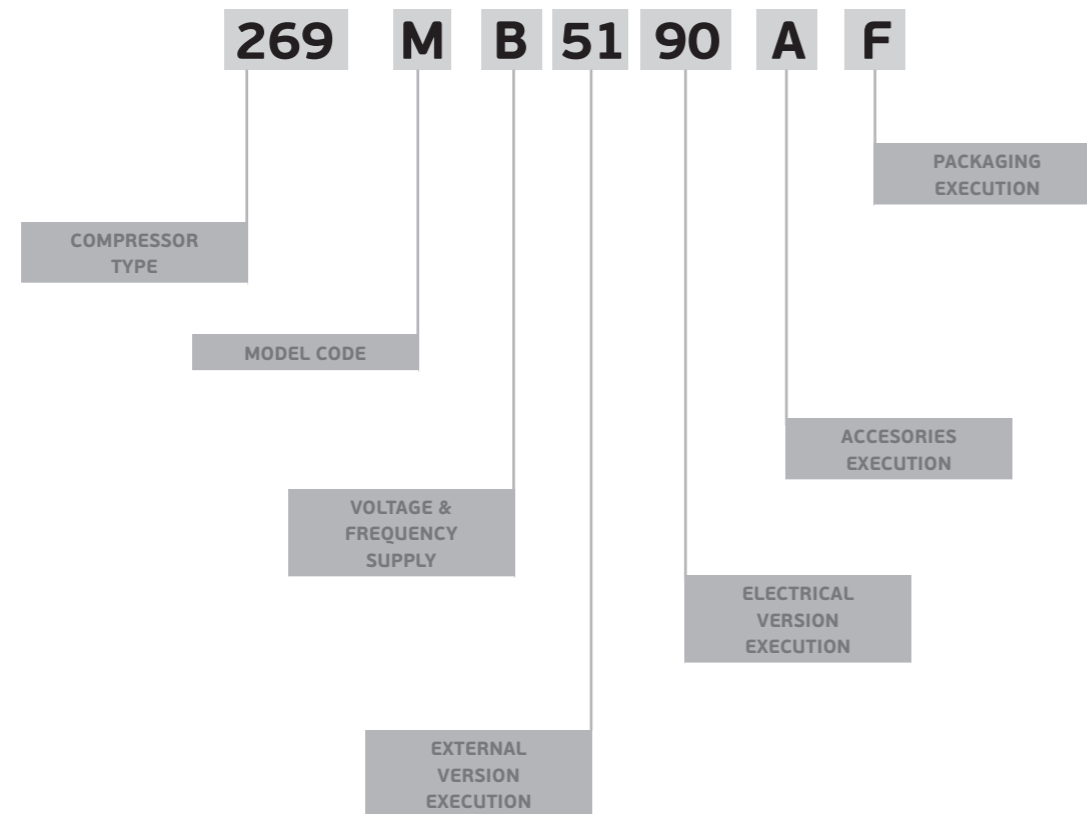 269 M B 51 90 A F
PACKAGING
EXECUTION
COMPRESSOR
TYPE
MODEL CODE
ACCESORIES
EXECUTION
VOLTAGE &
FREQUENCY
SUPPLY
ELECTRICAL
VERSION
EXECUTION
EXTERNAL
VERSION
EXECUTION